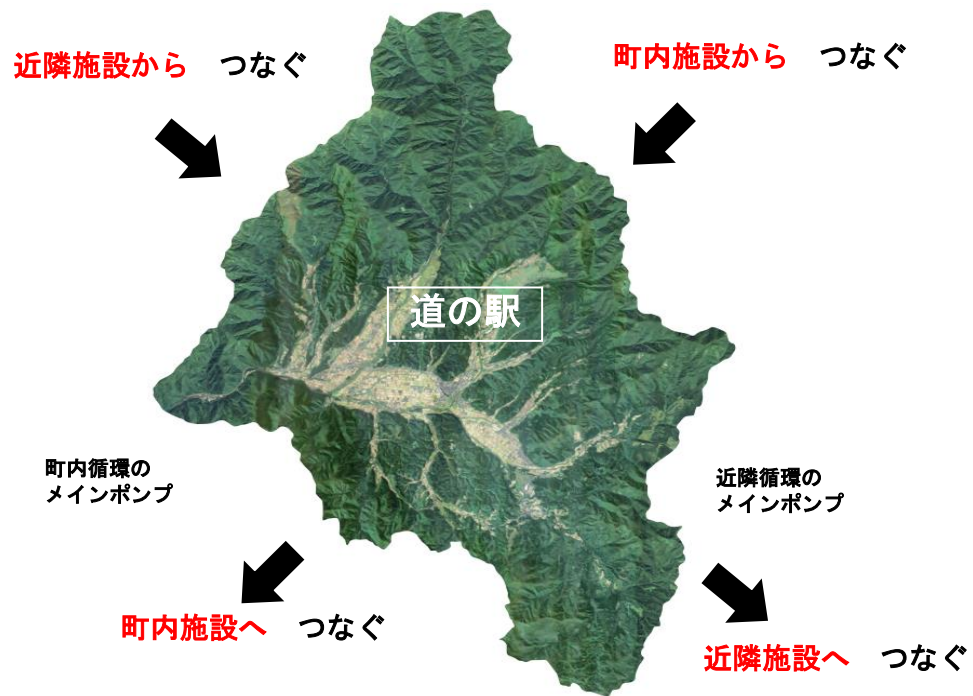 近隣施設から　つなぐ
町内施設から　つなぐ
道の駅
町内循環の
メインポンプ
近隣循環の
メインポンプ
町内施設へ　つなぐ
近隣施設へ　つなぐ